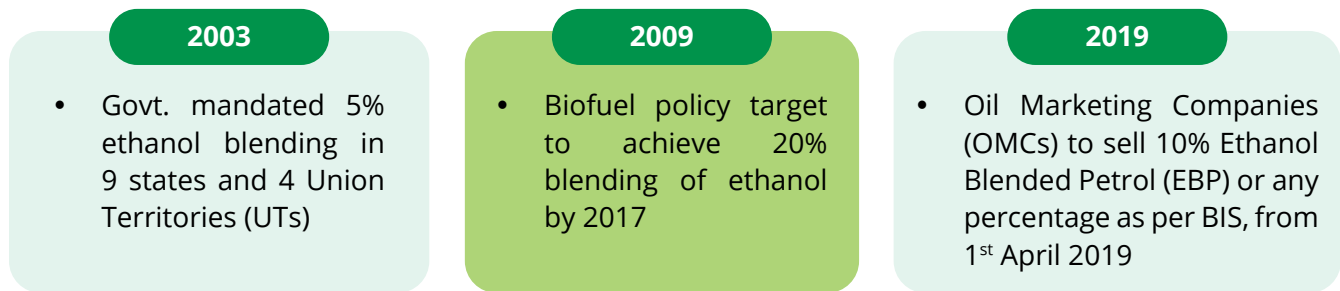 2003
• Govt. mandated 5%
ethanol blending in
9 states and 4 Union
Territories (UTs)
2009
• Biofuel policy target
to achieve 20%
blending of ethanol
by 2017
2019
• Oil Marketing Companies
(OMCs) to sell 10% Ethanol
Blended Petrol (EBP) or any
percentage as per BIS, from
1st April 2019